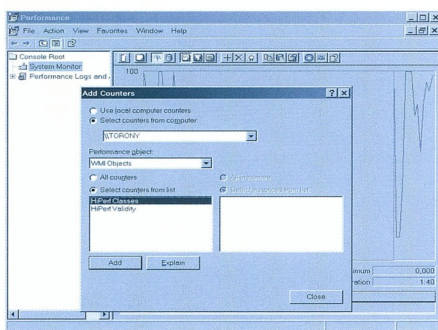 Performance
File Action View Favorites Window Help
Console Root
System Monitor
Performance Logs and
100
Add Counters
Use local computer counters
Select counters from computer:
\\TORONY
Performance object:
WMI Objects
All counters
Select counters from list
HiPerf Classes
HiPerf Validity
Add
Explain
Close
imum
0,000
ration
1:40